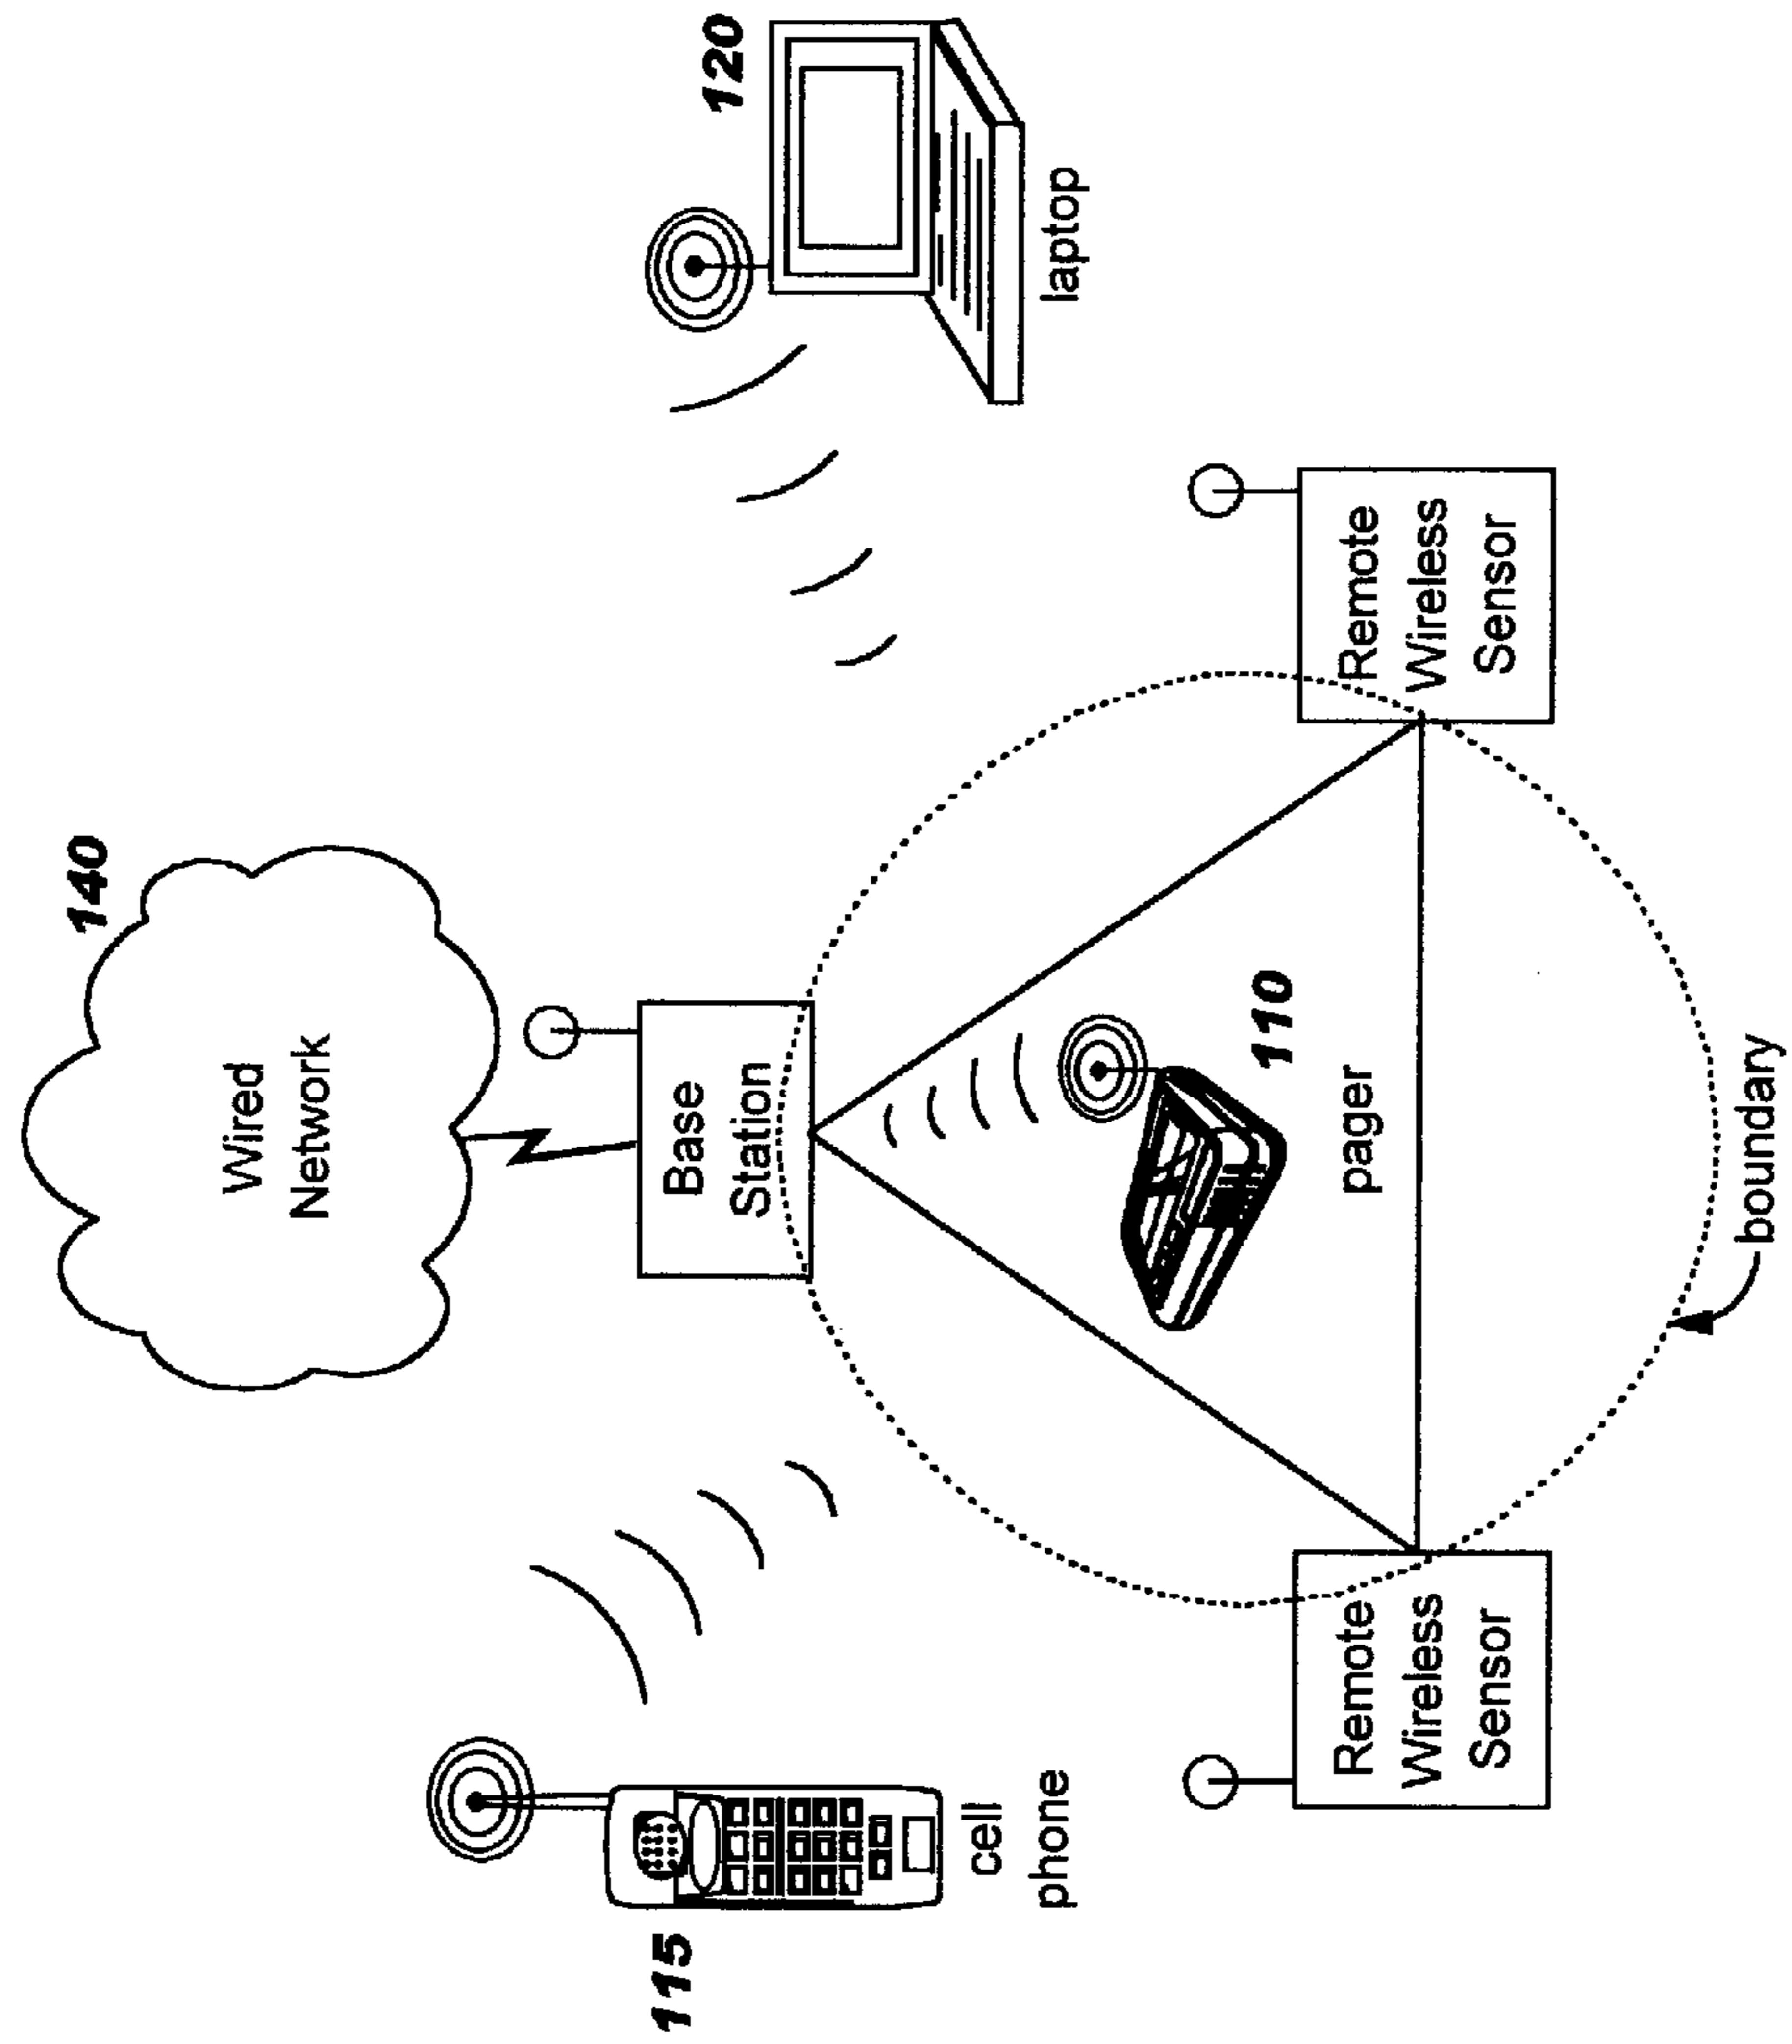 140
Wired
Network
120
laptop
115
cell
phone
Base
Station
110
pager
Remote
Wireless
Sensor
Remote
Wireless
Sensor
boundary